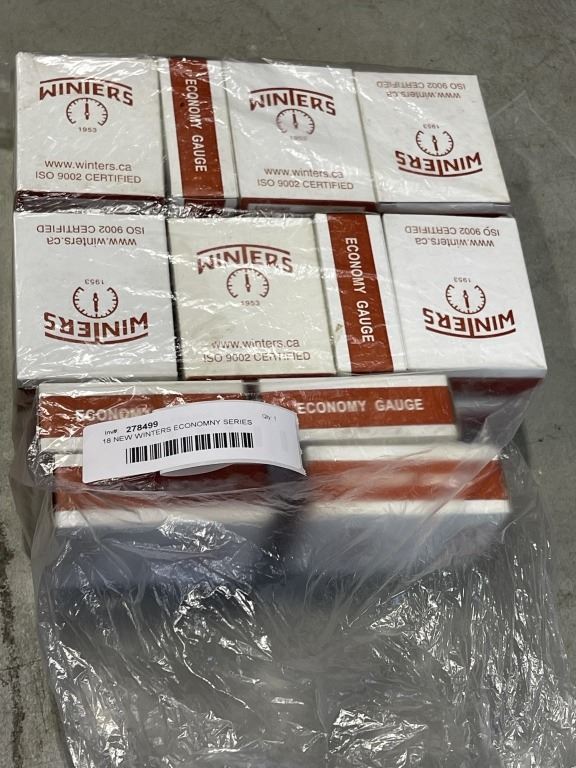 WINTERS
1953
www.winters.ca
ISO 9002 CERTIFIED
ECONOMY GAUGE
WINTERS
1953
www.winters.ca
ISO 9002 CERTIFIED
ISO 9002 CERTIFIED
www.winters.ca
1953
WINTERS
ISO 9002 CERTIFIED
www.winters.ca
1953
WINTERS
WINTERS
1953
www.winters.ca
ISO 9002 CERTIFIED
ECONOMY GAUGE
ISO 9002 CERTIFIED
www.winters.ca
1953
WINTERS
ECONOMY
ECONOMY GAUGE
Inv# 278499 Qty: 1
18 NEW WINTERS ECONOMNY SERIES